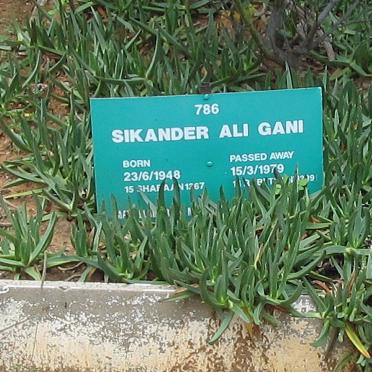 786
SIKANDER ALI GANI
BORN PASSED AWAY
23/6/1948 15/3/1979
15 SHABAAN 1367